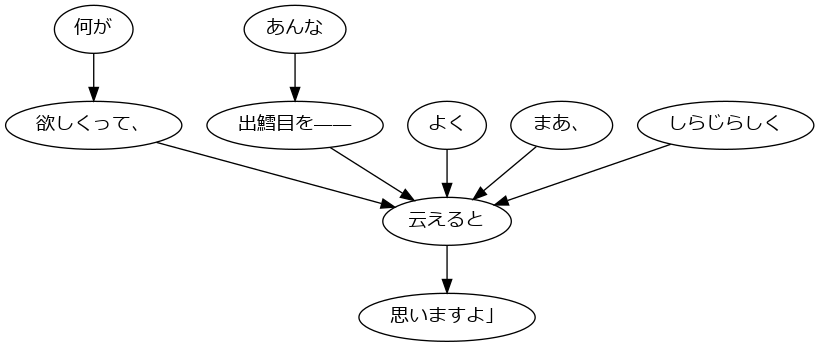 何が
あんな
欲しくって、
出鱈目を——
よく
まあ、
しらじらしく
云えると
思いますよ」